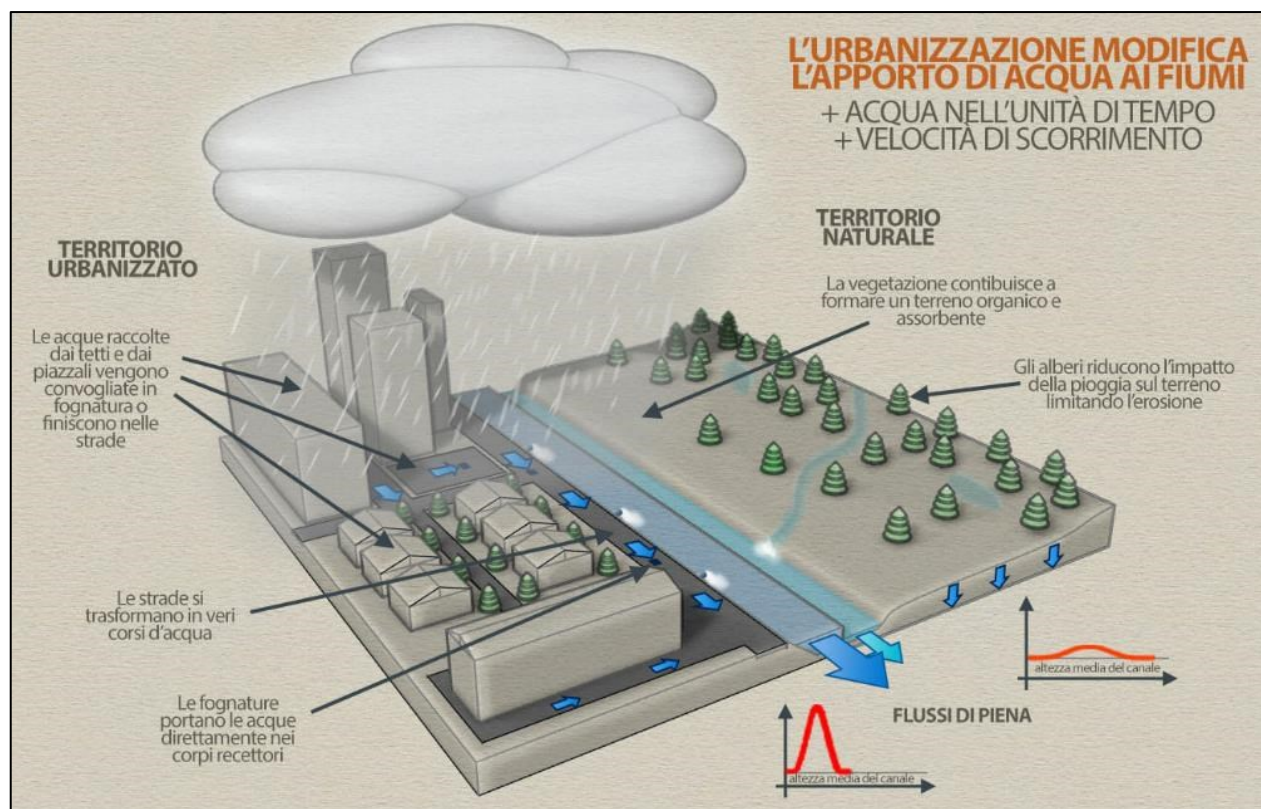 L'URBANIZZAZIONE MODIFICA
L'APPORTO DI ACQUA AI FIUMI
+ ACQUA NELL'UNITÀ DI TEMPO
+ VELOCITÀ DI SCORRIMENTO
TERRITORIO
URBANIZZATO
Le acque raccolte
dai tetti e dai
piazzali vengono
convogliate in
fognatura o
finiscono nelle
strade
Le strade si
trasformano in veri
corsi d'acqua
Le fognature
portano le acque
direttamente nei
corpi recettori
TERRITORIO
NATURALE
La vegetazione contibuisce a
formare un terreno organico e
assorbente
Gli alberi riducono l'impatto
della pioggia sul terreno
limitando l'erosione
altezza media del canale
FLUSSI DI PIENA
altezza media del canale